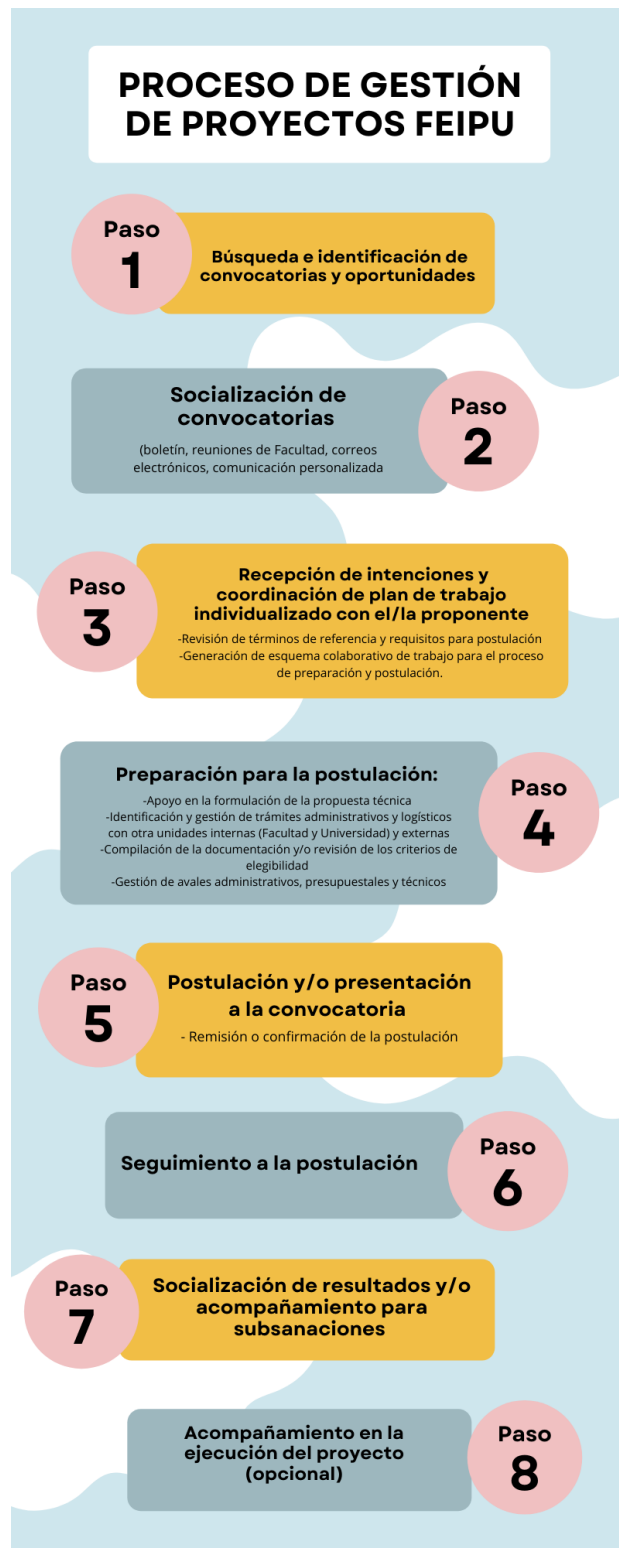 PROCESO DE GESTIÓN
DE PROYECTOS FEIPU
Paso
1
Búsqueda e identificación de
convocatorias y oportunidades
Socialización de
convocatorias
(boletín, reuniones de Facultad, correos
electrónicos, comunicación personalizada
Paso
2
Paso
3
Recepción de intenciones y
coordinación de plan de trabajo
individualizado con el/la proponente
-Revisión de términos de referencia y requisitos para postulación
-Generación de esquema colaborativo de trabajo para el proceso
de preparación y postulación.
Preparación para la postulación:
-Apoyo en la formulación de la propuesta técnica
-Identificación y gestión de trámites administrativos y logísticos
con otra unidades internas (Facultad y Universidad) y externas
-Compilación de la documentación y/o revisión de los criterios de
elegibilidad
-Gestión de avales administrativos, presupuestales y técnicos
Paso
4
Paso
5
Postulación y/o presentación
a la convocatoria
- Remisión o confirmación de la postulación
Seguimiento a la postulación
Paso
6
Paso
7
Socialización de resultados y/o
acompañamiento para
subsanaciones
Acompañamiento en la
ejecución del proyecto
(opcional)
Paso
8